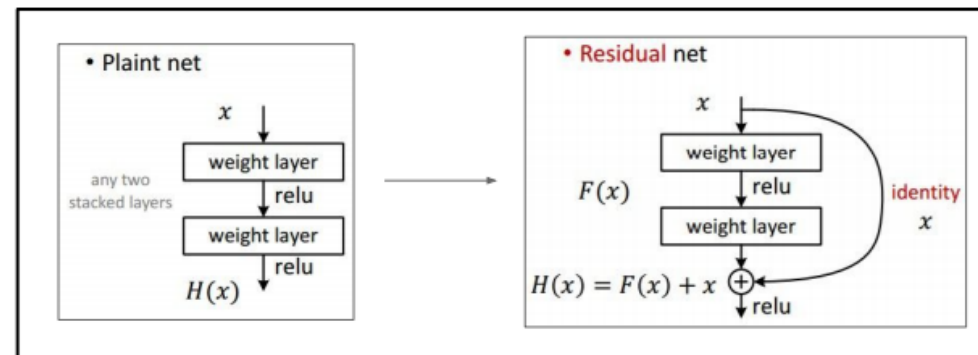 • Plaint net
x
weight layer
any two
stacked layers
relu
weight layer
relu
H(x)
• Residual net
x
weight layer
relu
F(x)
identity
x
weight layer
H(x) = F(x) + x
+
relu